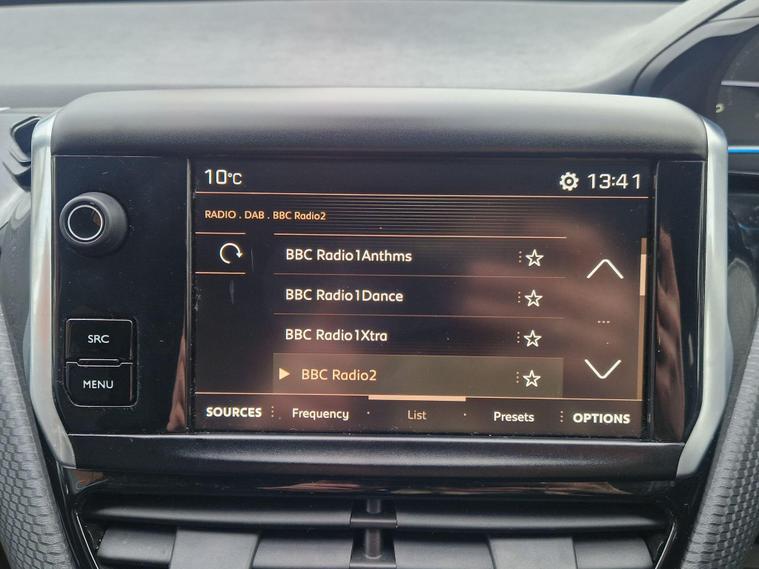 10°C 13:41
RADIO . DAB . BBC Radio2
BBC Radio1Anthms
BBC Radio1Dance
BBC Radio1Xtra
BBC Radio2
SRC
MENU
SOURCES Frequency List Presets OPTIONS